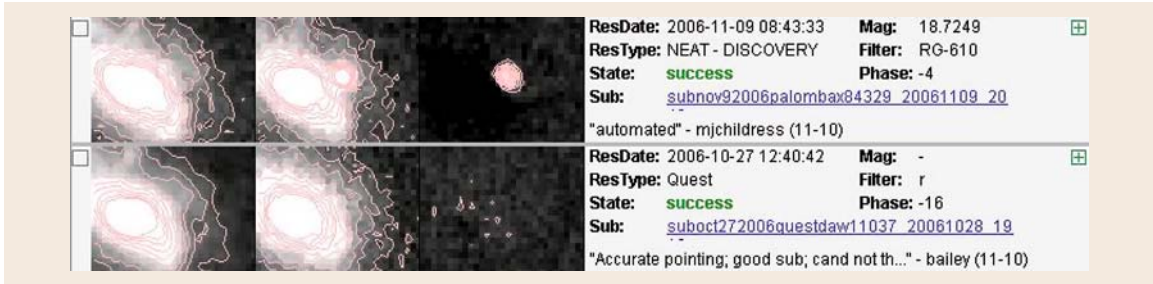 ResDate: 2006-11-09 08:43:33 Mag: 18.7249
ResType: NEAT - DISCOVERY Filter: RG-610
State: success Phase: -4
Sub: subnov92006palombax84329_20061109_20
"automated" - mjchildress (11-10)
ResDate: 2006-10-27 12:40:42 Mag: -
ResType: Quest Filter: r
State: success Phase: -16
Sub: suboct272006questdaw11037_20061028_19
"Accurate pointing; good sub; cand not th..." - bailey (11-10)